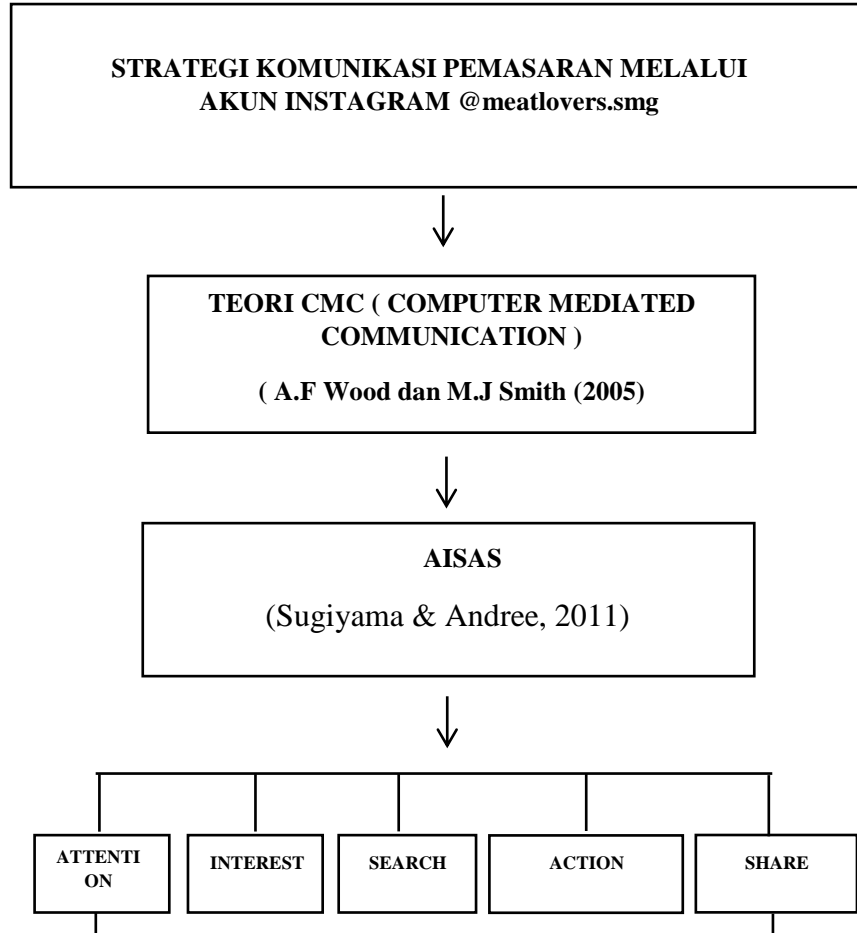 STRATEGI KOMUNIKASI PEMASARAN MELALUI
AKUN INSTAGRAM @meatlovers.smg
TEORI CMC ( COMPUTER MEDIATED
COMMUNICATION )
( A.F Wood dan M.J Smith (2005)
AISAS
(Sugiyama & Andree, 2011)
ATTENTI
ON
INTEREST
SEARCH
ACTION
SHARE